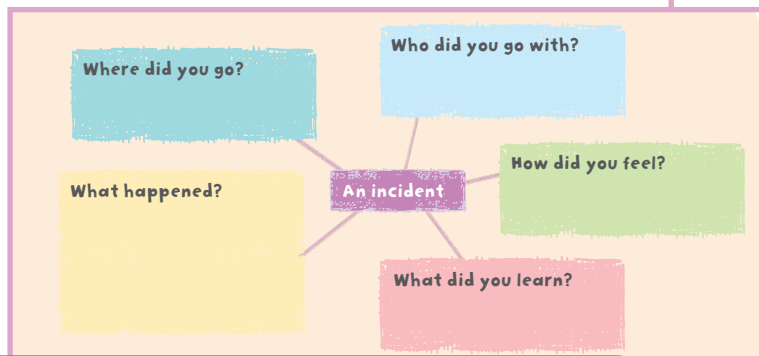 Where did you go?
Who did you go with?
How did you feel?
An incident
What happened?
What did you learn?